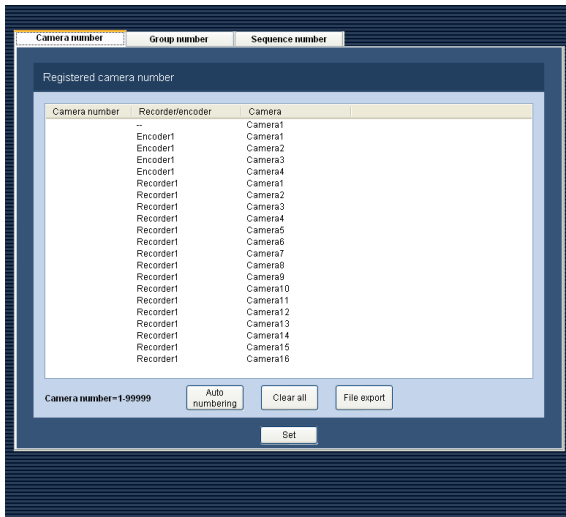 Camera number Group number Sequence number
Registered camera number
Camera number Recorder/encoder Camera
-- Camera1
Encoder1 Camera1
Encoder1 Camera2
Encoder1 Camera3
Encoder1 Camera4
Recorder1 Camera1
Recorder1 Camera2
Recorder1 Camera3
Recorder1 Camera4
Recorder1 Camera5
Recorder1 Camera6
Recorder1 Camera7
Recorder1 Camera8
Recorder1 Camera9
Recorder1 Camera10
Recorder1 Camera11
Recorder1 Camera12
Recorder1 Camera13
Recorder1 Camera14
Recorder1 Camera15
Recorder1 Camera16
Camera number=1-99999
Auto
numbering
Clear all
File export
Set